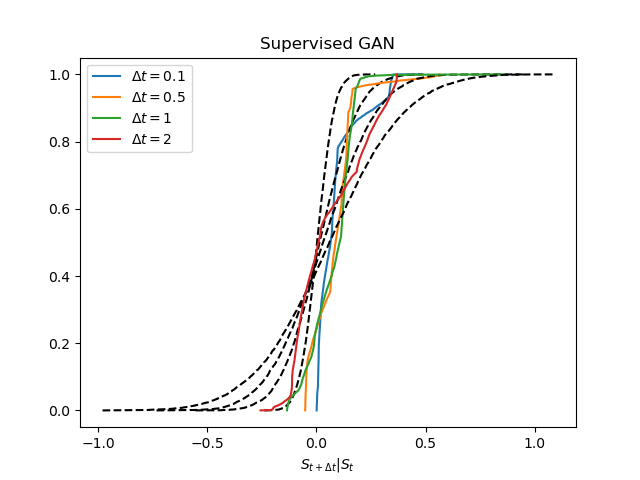 Supervised GAN
Δt = 0.1
Δt = 0.5
Δt = 1
Δt = 2
1.0
0.8
0.6
0.4
0.2
0.0
−1.0 −0.5 0.0 0.5 1.0
S_{t+Δt}|S_t